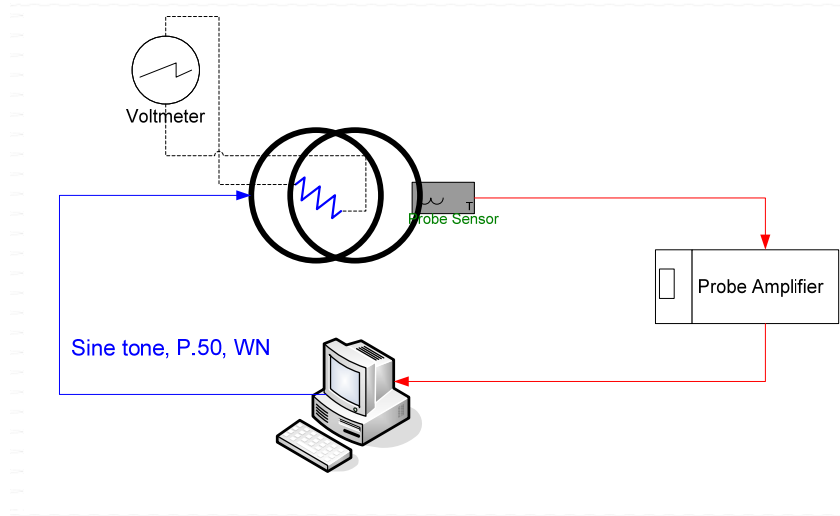 Voltmeter
T
Probe Sensor
Probe Amplifier
Sine tone, P.50, WN